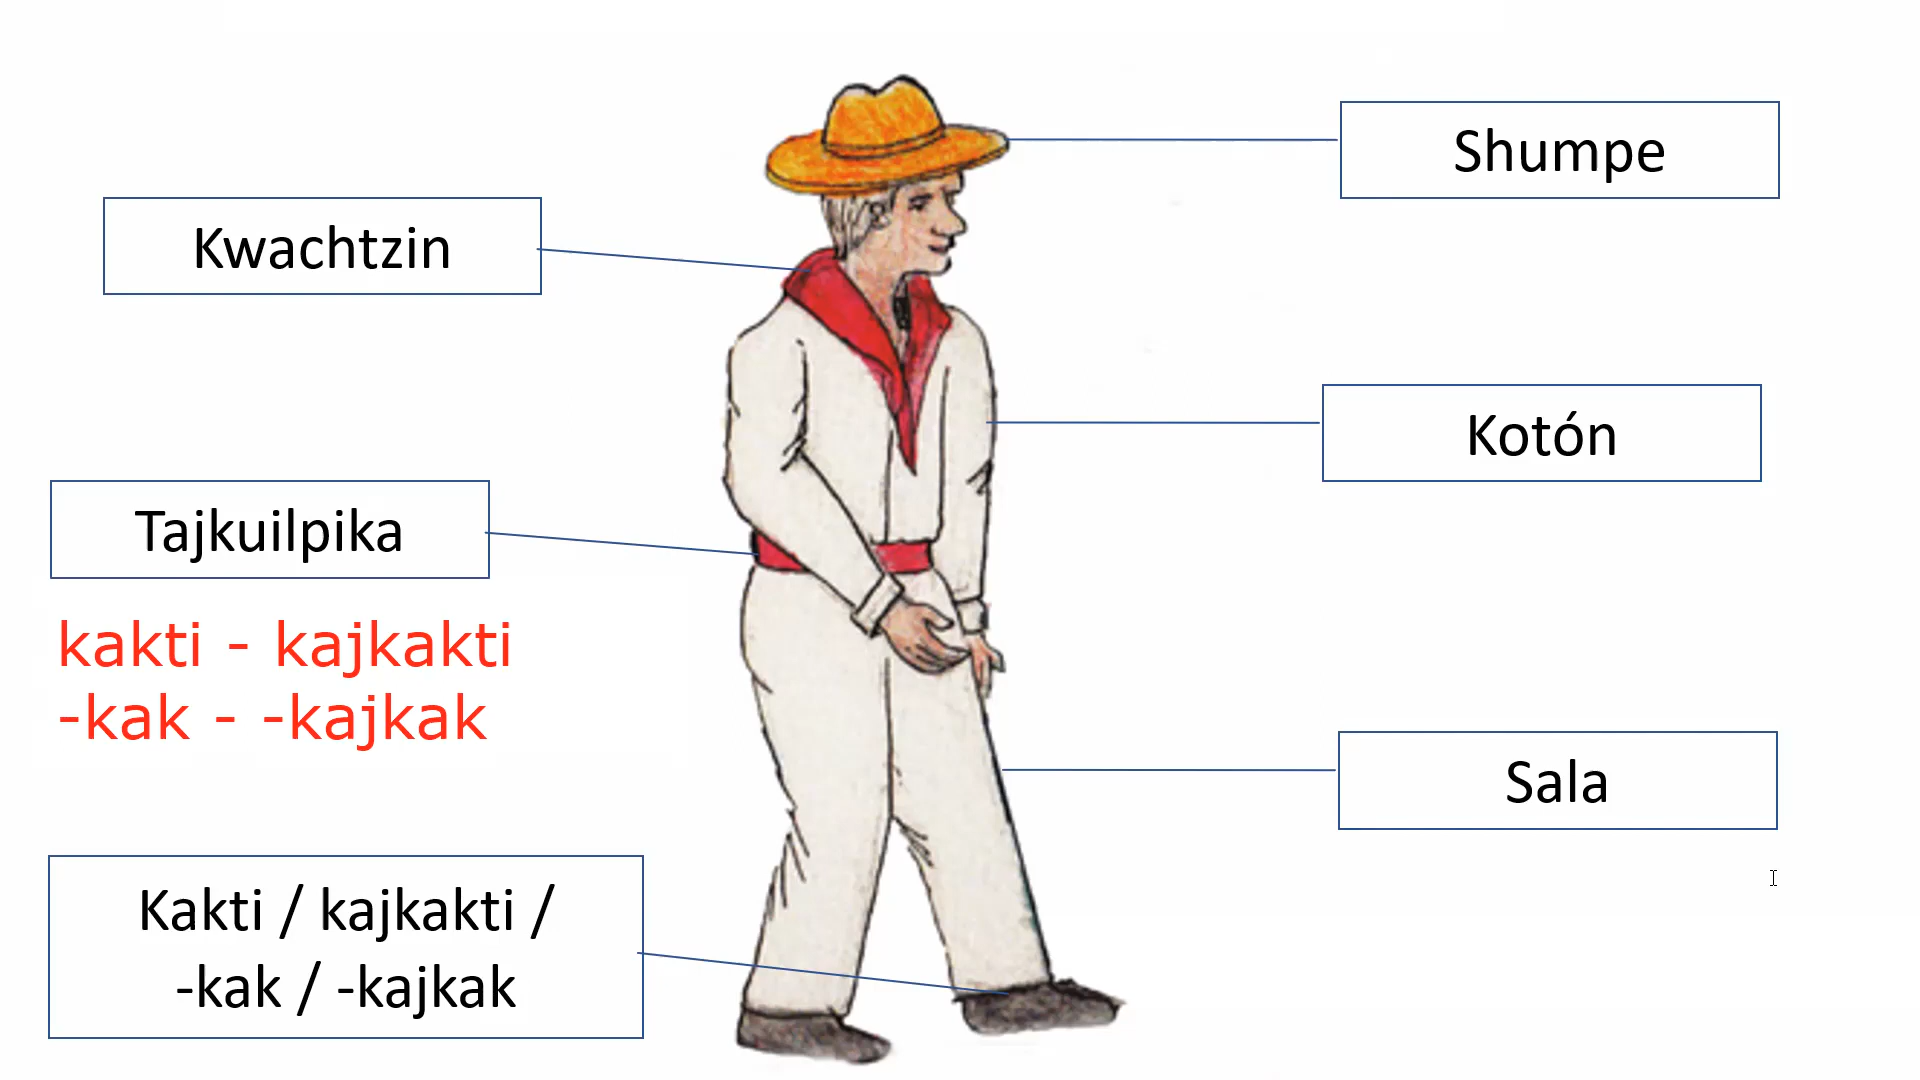 Shumpe
Kwachtzin
Kotón
Tajkuilpika
kakti - kajkakti
-kak - -kajkak
Sala
Kakti / kajkakti /
-kak / -kajkak